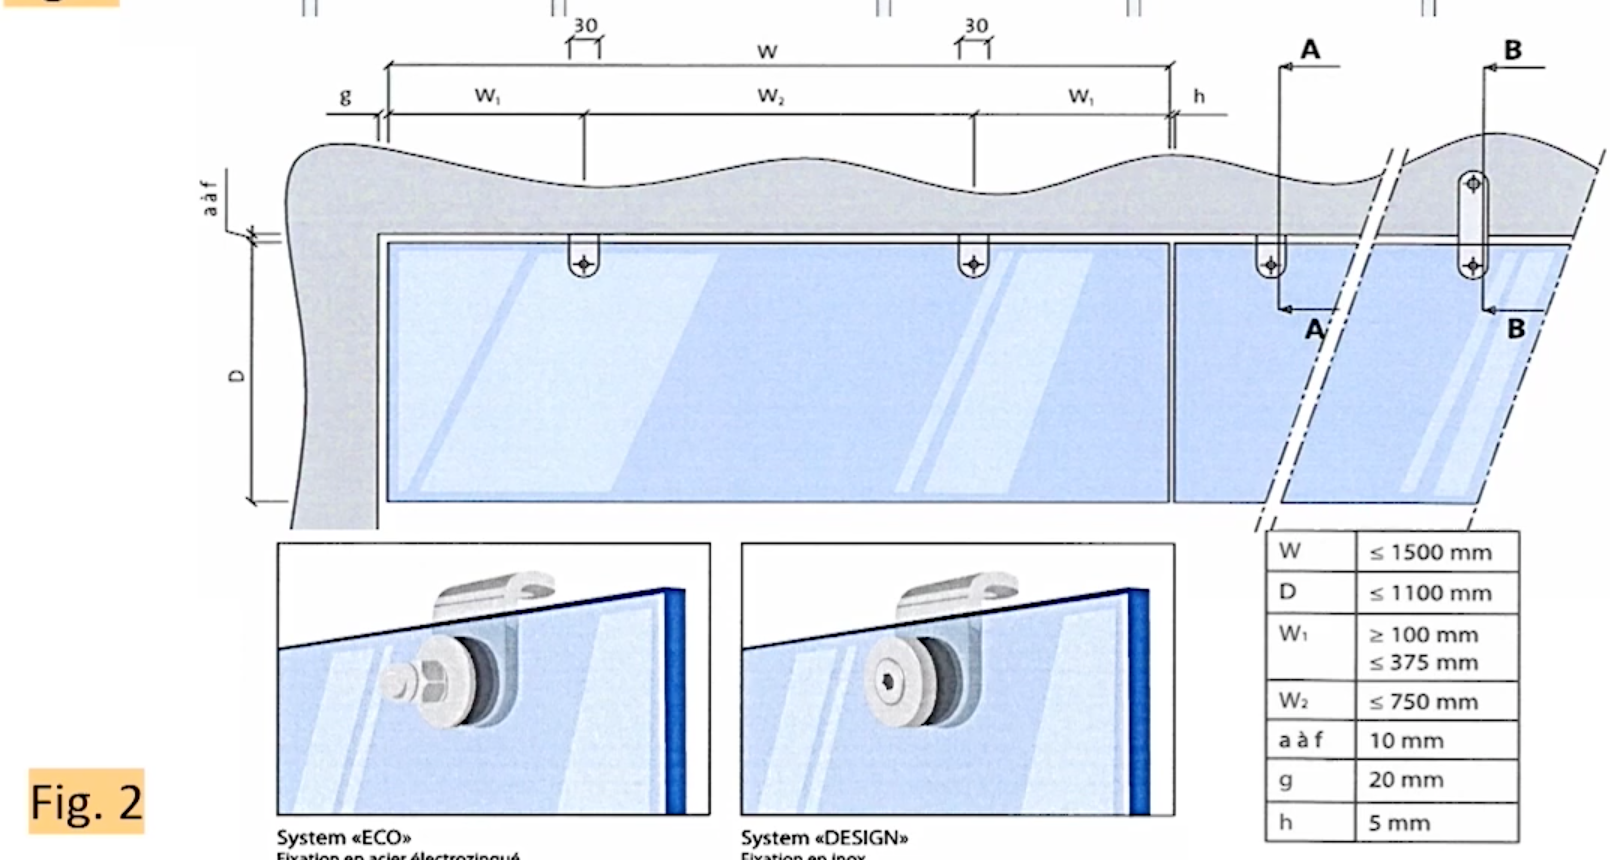 30
30
W
A
B
g
W₁
W₂
W₁
h
a à f
D
A
B
W ≤ 1500 mm
D ≤ 1100 mm
W₁ ≥ 100 mm
≤ 375 mm
W₂ ≤ 750 mm
a à f 10 mm
g 20 mm
h 5 mm
Fig. 2
System «ECO»
Fixation en acier électrozingué
System «DESIGN»
Fixation en inox